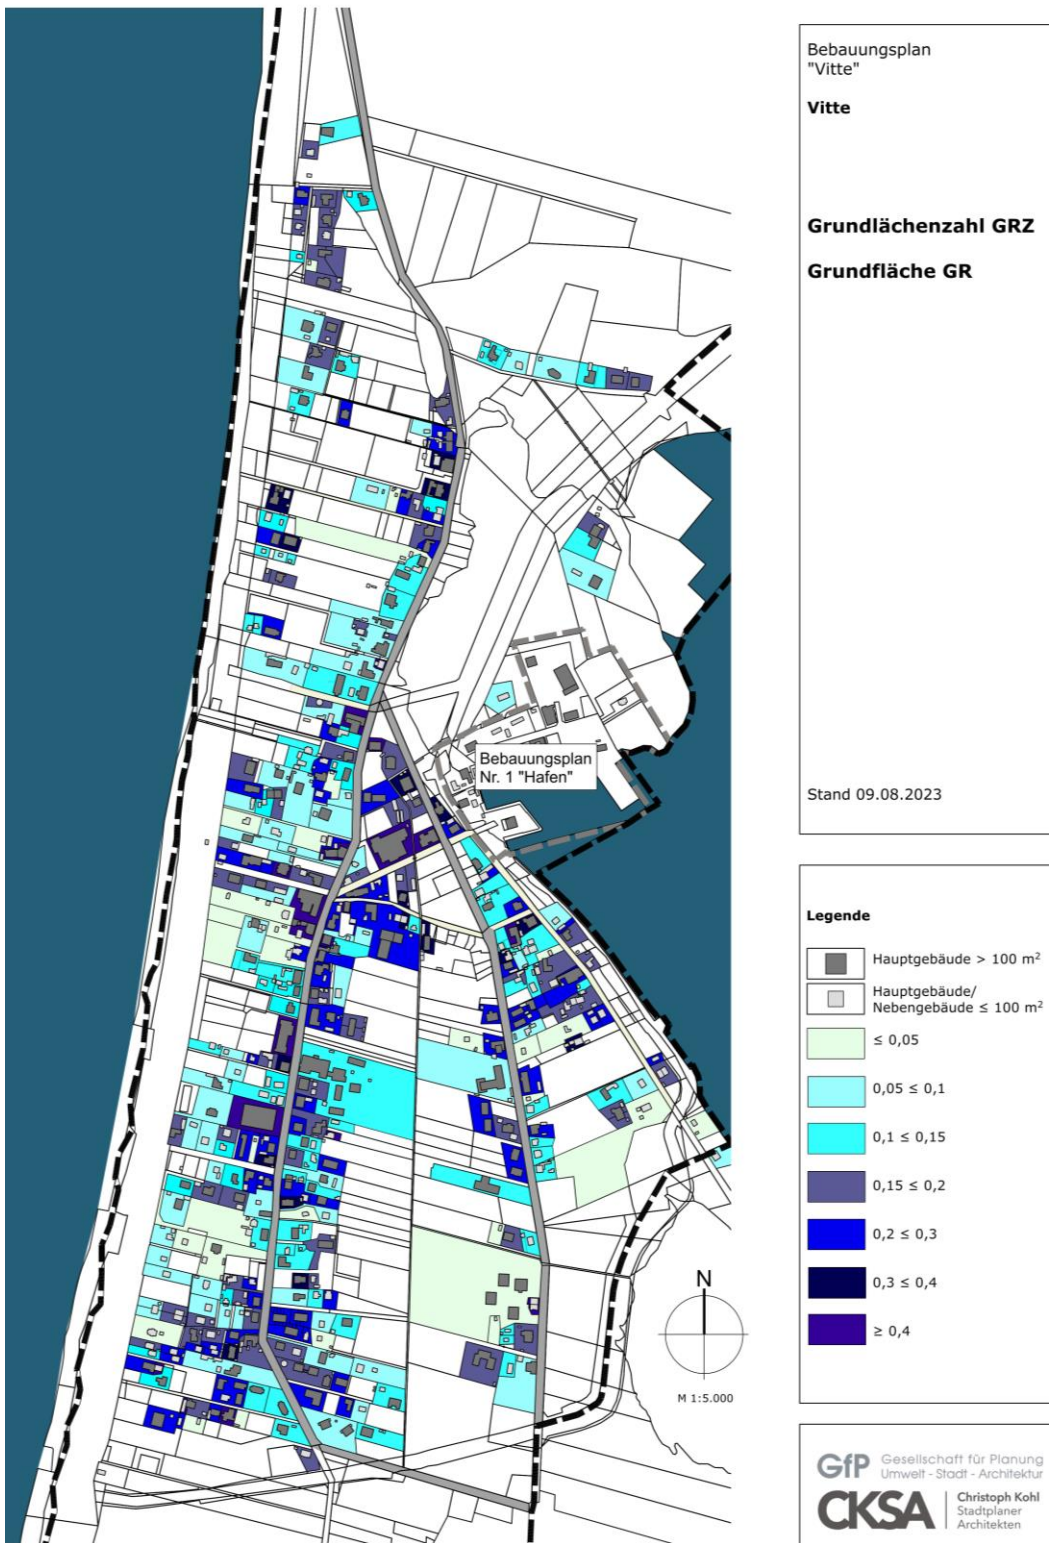 Bebauungsplan
"Vitte"
Vitte
Grundlächenzahl GRZ
Grundfläche GR
Bebauungsplan
Nr. 1 "Hafen"
Stand 09.08.2023
Legende
Hauptgebäude > 100 m²
Hauptgebäude/
Nebengebäude ≤ 100 m²
≤ 0,05
0,05 ≤ 0,1
0,1 ≤ 0,15
0,15 ≤ 0,2
0,2 ≤ 0,3
0,3 ≤ 0,4
≥ 0,4
N
M 1:5.000
GfP Gesellschaft für Planung
Umwelt - Stadt - Architektur
CKSA Christoph Kohl
Stadtplaner
Architekten